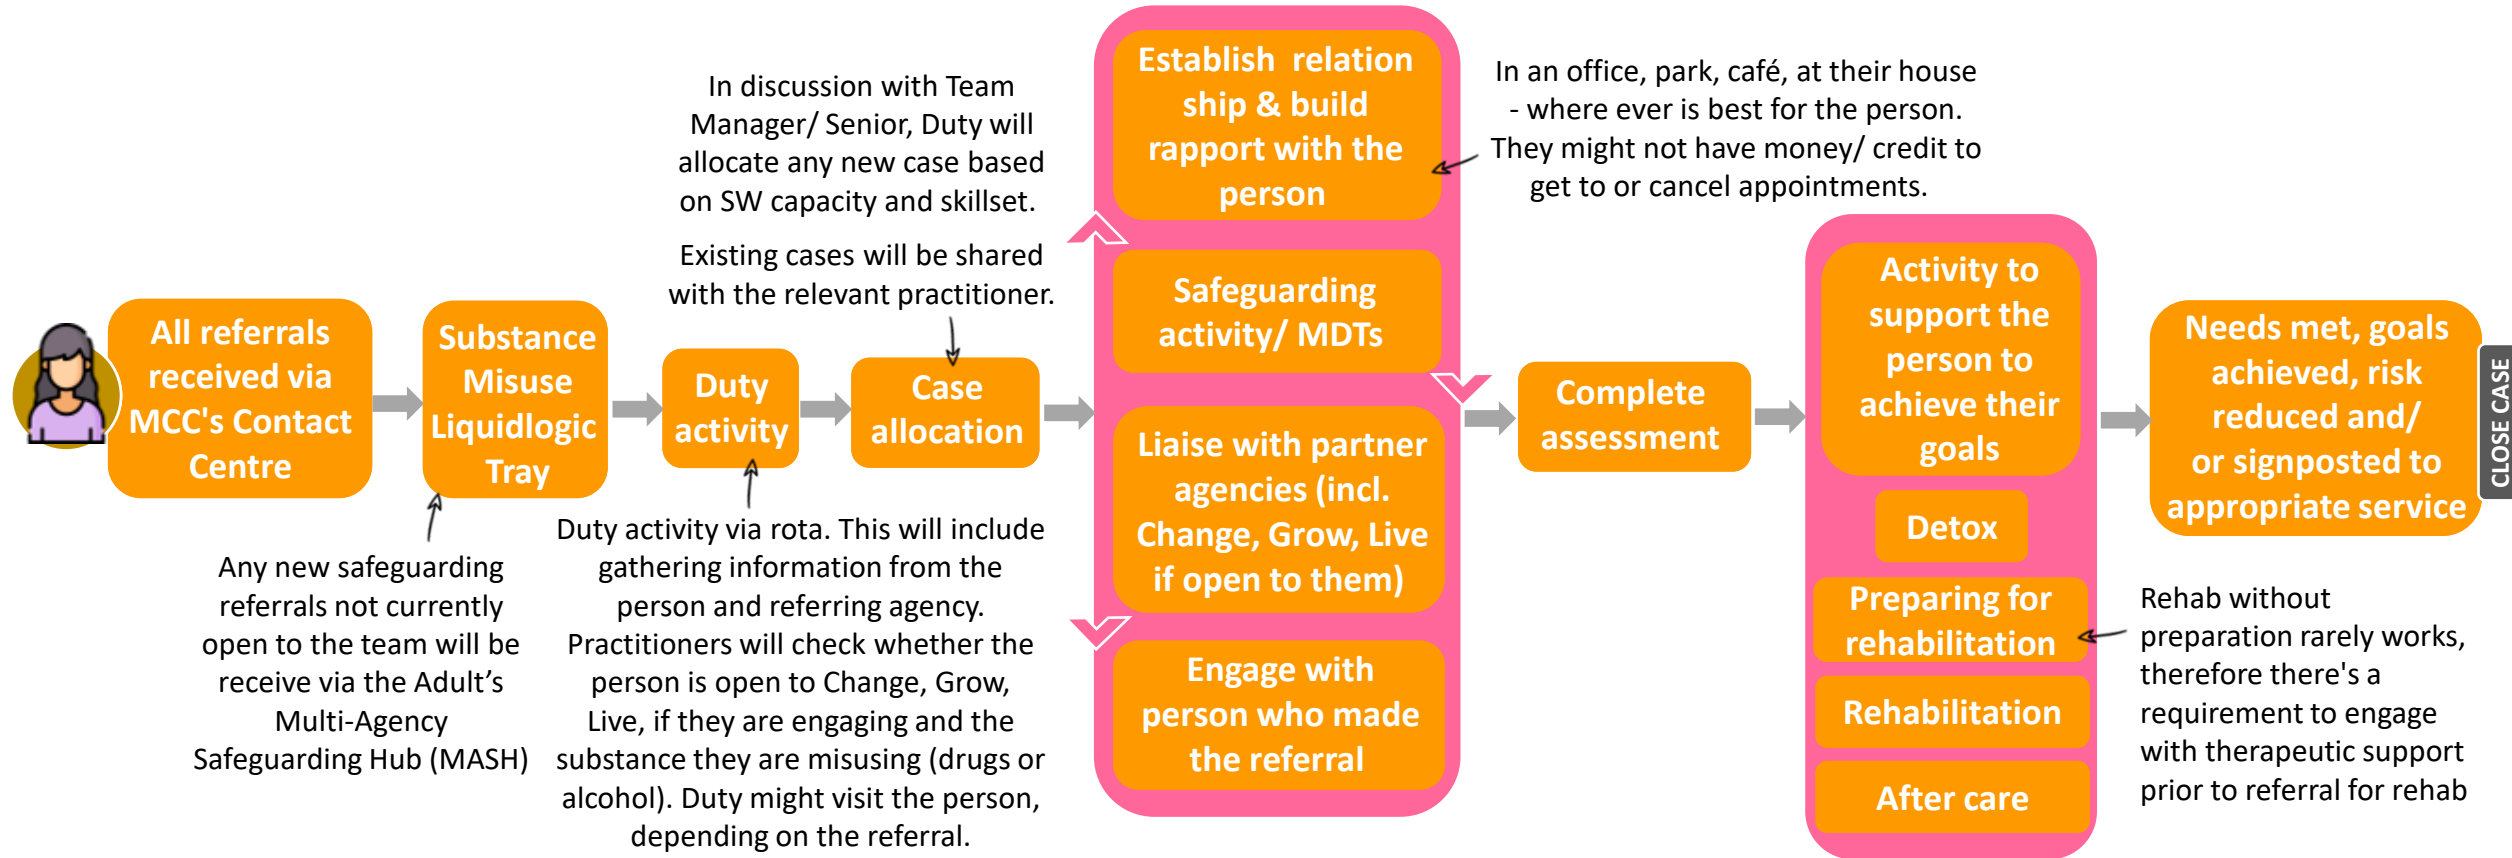 All referrals
received via
MCC's Contact
Centre
Substance
Misuse
Liquidlogic
Tray
Any new safeguarding
referrals not currently
open to the team will be
receive via the Adult’s
Multi-Agency
Safeguarding Hub (MASH)
Duty
activity
Duty activity via rota. This will include
gathering information from the
person and referring agency.
Practitioners will check whether the
person is open to Change, Grow,
Live, if they are engaging and the
substance they are misusing (drugs or
alcohol). Duty might visit the person,
depending on the referral.
In discussion with Team
Manager/ Senior, Duty will
allocate any new case based
on SW capacity and skillset.
Existing cases will be shared
with the relevant practitioner.
Case
allocation
Establish relation
ship & build
rapport with the
person
In an office, park, café, at their house
- where ever is best for the person.
They might not have money/ credit to
get to or cancel appointments.
Safeguarding
activity/ MDTs
Liaise with partner
agencies (incl.
Change, Grow, Live
if open to them)
Engage with
person who made
the referral
Complete
assessment
Activity to
support the
person to
achieve their
goals
Detox
Preparing for
rehabilitation
Rehabilitation
After care
Rehab without
preparation rarely works,
therefore there's a
requirement to engage
with therapeutic support
prior to referral for rehab
Needs met, goals
achieved, risk
reduced and/
or signposted to
appropriate service
CLOSE CASE